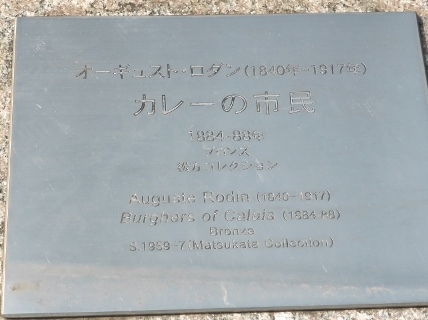 オーギュスト・ロダン(1840年-1917年)
カレーの市民
1884-88年
ブロンズ
松方コレクション
Auguste Rodin (1840-1917)
Burghers of Calais (1884-88)
Bronze
S.1959-7 (Matsukata Collection)